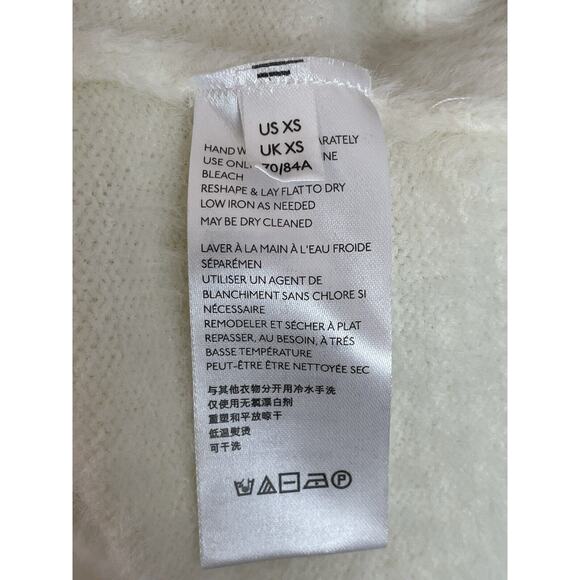 US XS
UK XS
70/84A
HAND W ARATELY
USE ONL NE
BLEACH
RESHAPE & LAY FLAT TO DRY
LOW IRON AS NEEDED
MAY BE DRY CLEANED
LAVER À LA MAIN À L'EAU FROIDE
SÉPARÉMEN
UTILISER UN AGENT DE
BLANCHIMENT SANS CHLORE SI
NÉCESSAIRE
REMODELER ET SÉCHER À PLAT
REPASSER, AU BESOIN, À TRÉS
BASSE TEMPÉRATURE
PEUT-ÊTRE ÊTRE NETTOYÉE SEC
与其他衣物分开用冷水手洗
仅使用无氯漂白剂
重塑和平放晾干
低温熨烫
可干洗